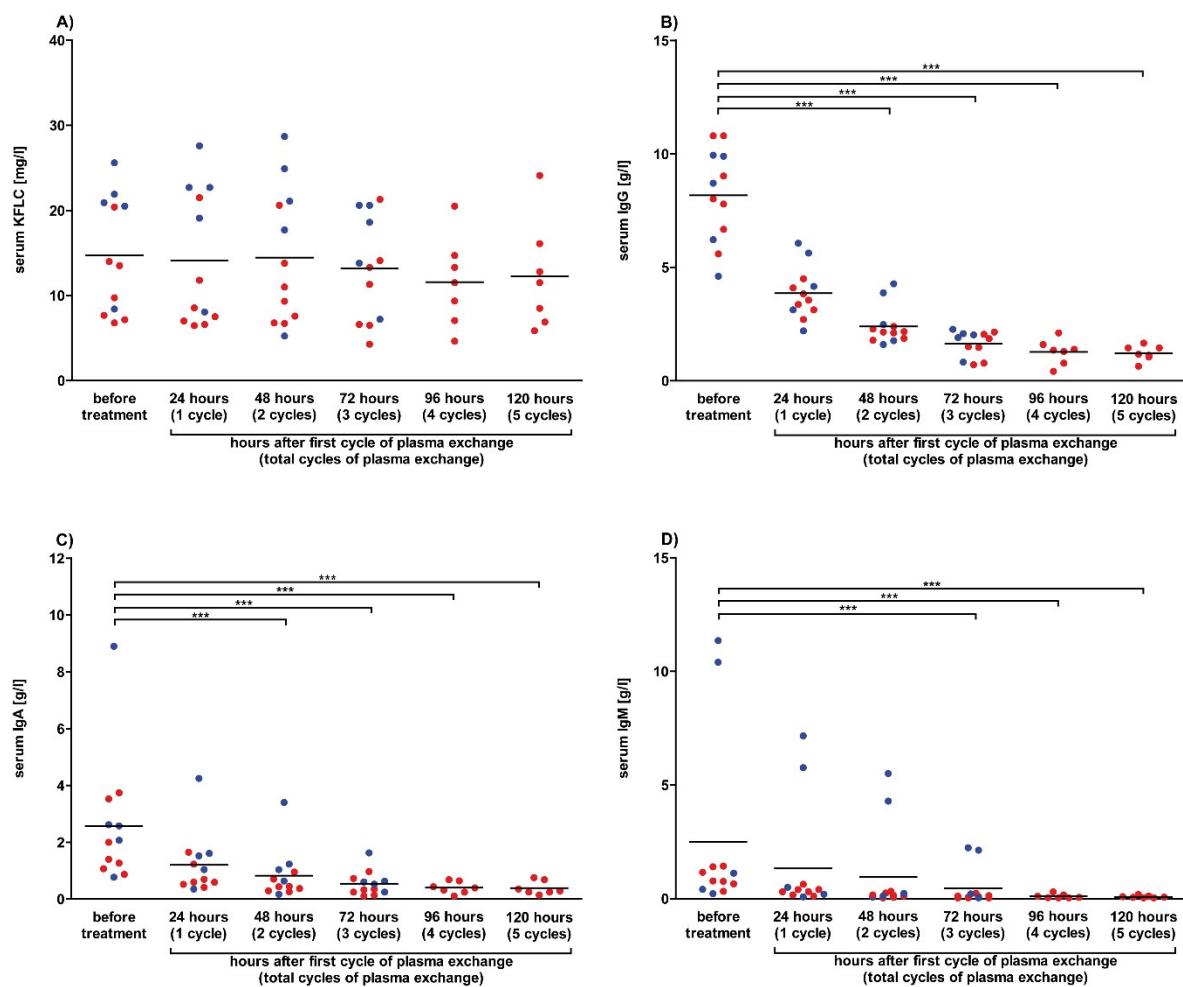 A)
serum KFLC [mg/l]
40
30
20
10
0
before treatment
24 hours (1 cycle)
48 hours (2 cycles)
72 hours (3 cycles)
96 hours (4 cycles)
120 hours (5 cycles)
hours after first cycle of plasma exchange
(total cycles of plasma exchange)
B)
serum IgG [g/l]
15
10
5
0
***
***
***
***
before treatment
24 hours (1 cycle)
48 hours (2 cycles)
72 hours (3 cycles)
96 hours (4 cycles)
120 hours (5 cycles)
hours after first cycle of plasma exchange
(total cycles of plasma exchange)
C)
serum IgA [g/l]
12
10
8
6
4
2
0
***
***
***
***
before treatment
24 hours (1 cycle)
48 hours (2 cycles)
72 hours (3 cycles)
96 hours (4 cycles)
120 hours (5 cycles)
hours after first cycle of plasma exchange
(total cycles of plasma exchange)
D)
serum IgM [g/l]
15
10
5
0
***
***
***
before treatment
24 hours (1 cycle)
48 hours (2 cycles)
72 hours (3 cycles)
96 hours (4 cycles)
120 hours (5 cycles)
hours after first cycle of plasma exchange
(total cycles of plasma exchange)